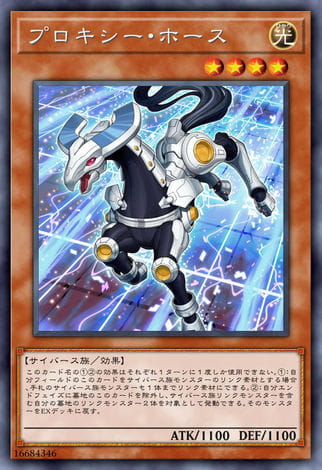 プロキシー・ホース
光
【サイバース族／効果】
このカード名の①②の効果はそれぞれ１ターンに１度しか使用できない。①：自
分フィールドのこのカードをサイバース族モンスターのリンク素材とする場合、
手札のサイバース族モンスター１体までリンク素材にできる。②：自分エンド
フェイズに墓地のこのカードを除外し、サイバース族リンクモンスターを含
む自分の墓地のリンクモンスター２体を対象として発動できる。そのモンスタ
ーをEXデッキに戻す。
ATK/1100 DEF/1100
16684346